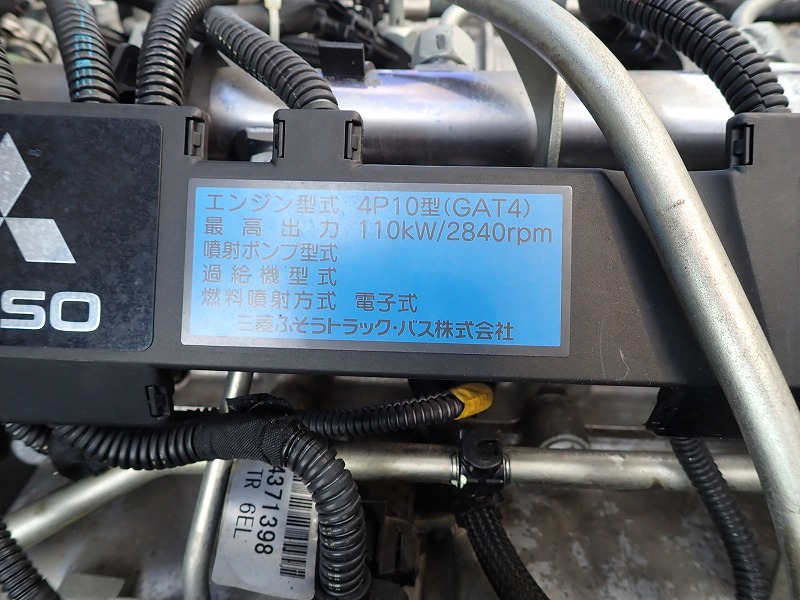 エンジン型式 4P10型(GAT4)
最高出力 110kW/2840rpm
噴射ポンプ型式
過給機型式
燃料噴射方式 電子式
三菱ふそうトラック・バス株式会社
SO
4371398
TR 6EL